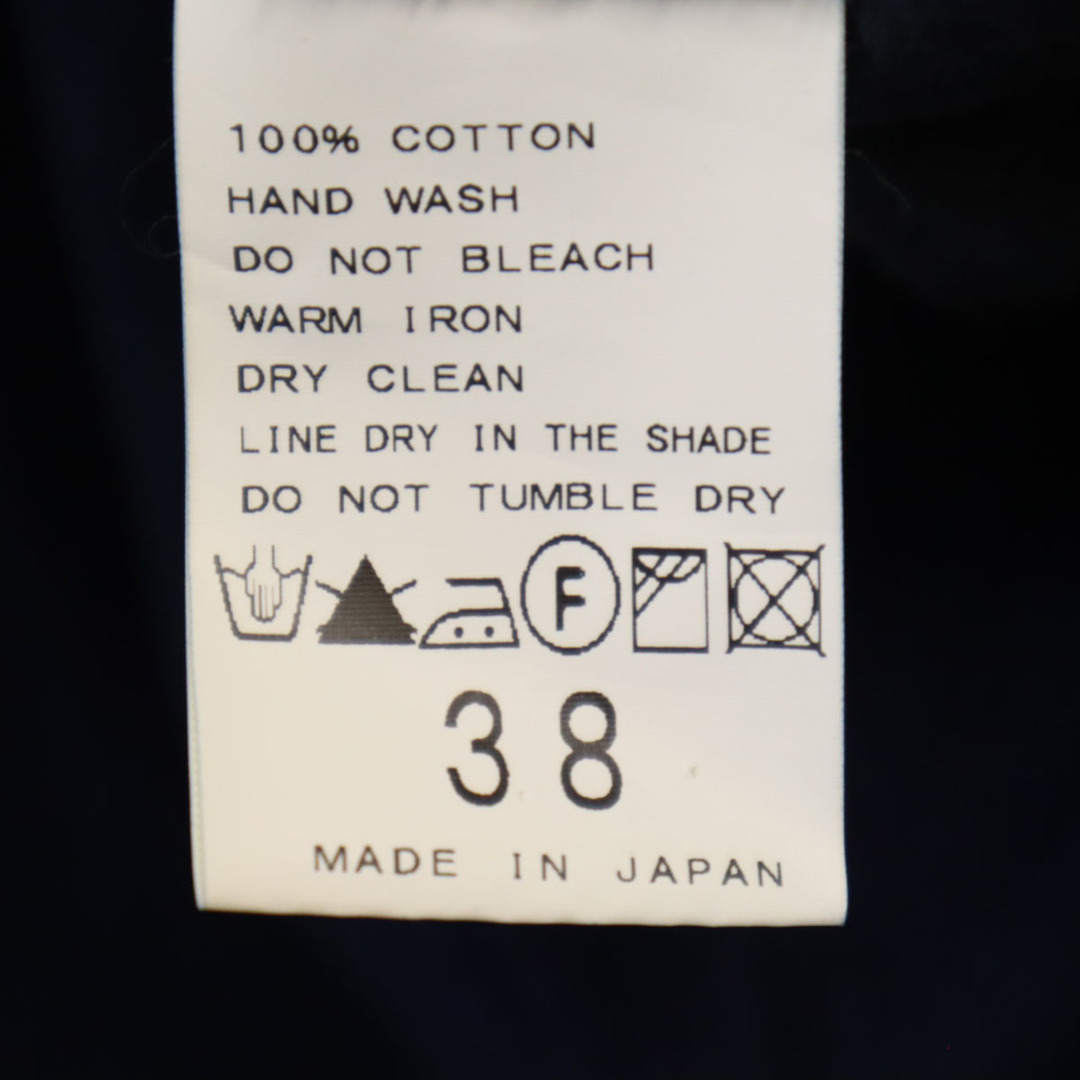 100% COTTON
HAND WASH
DO NOT BLEACH
WARM IRON
DRY CLEAN
LINE DRY IN THE SHADE
DO NOT TUMBLE DRY
F
38
MADE IN JAPAN